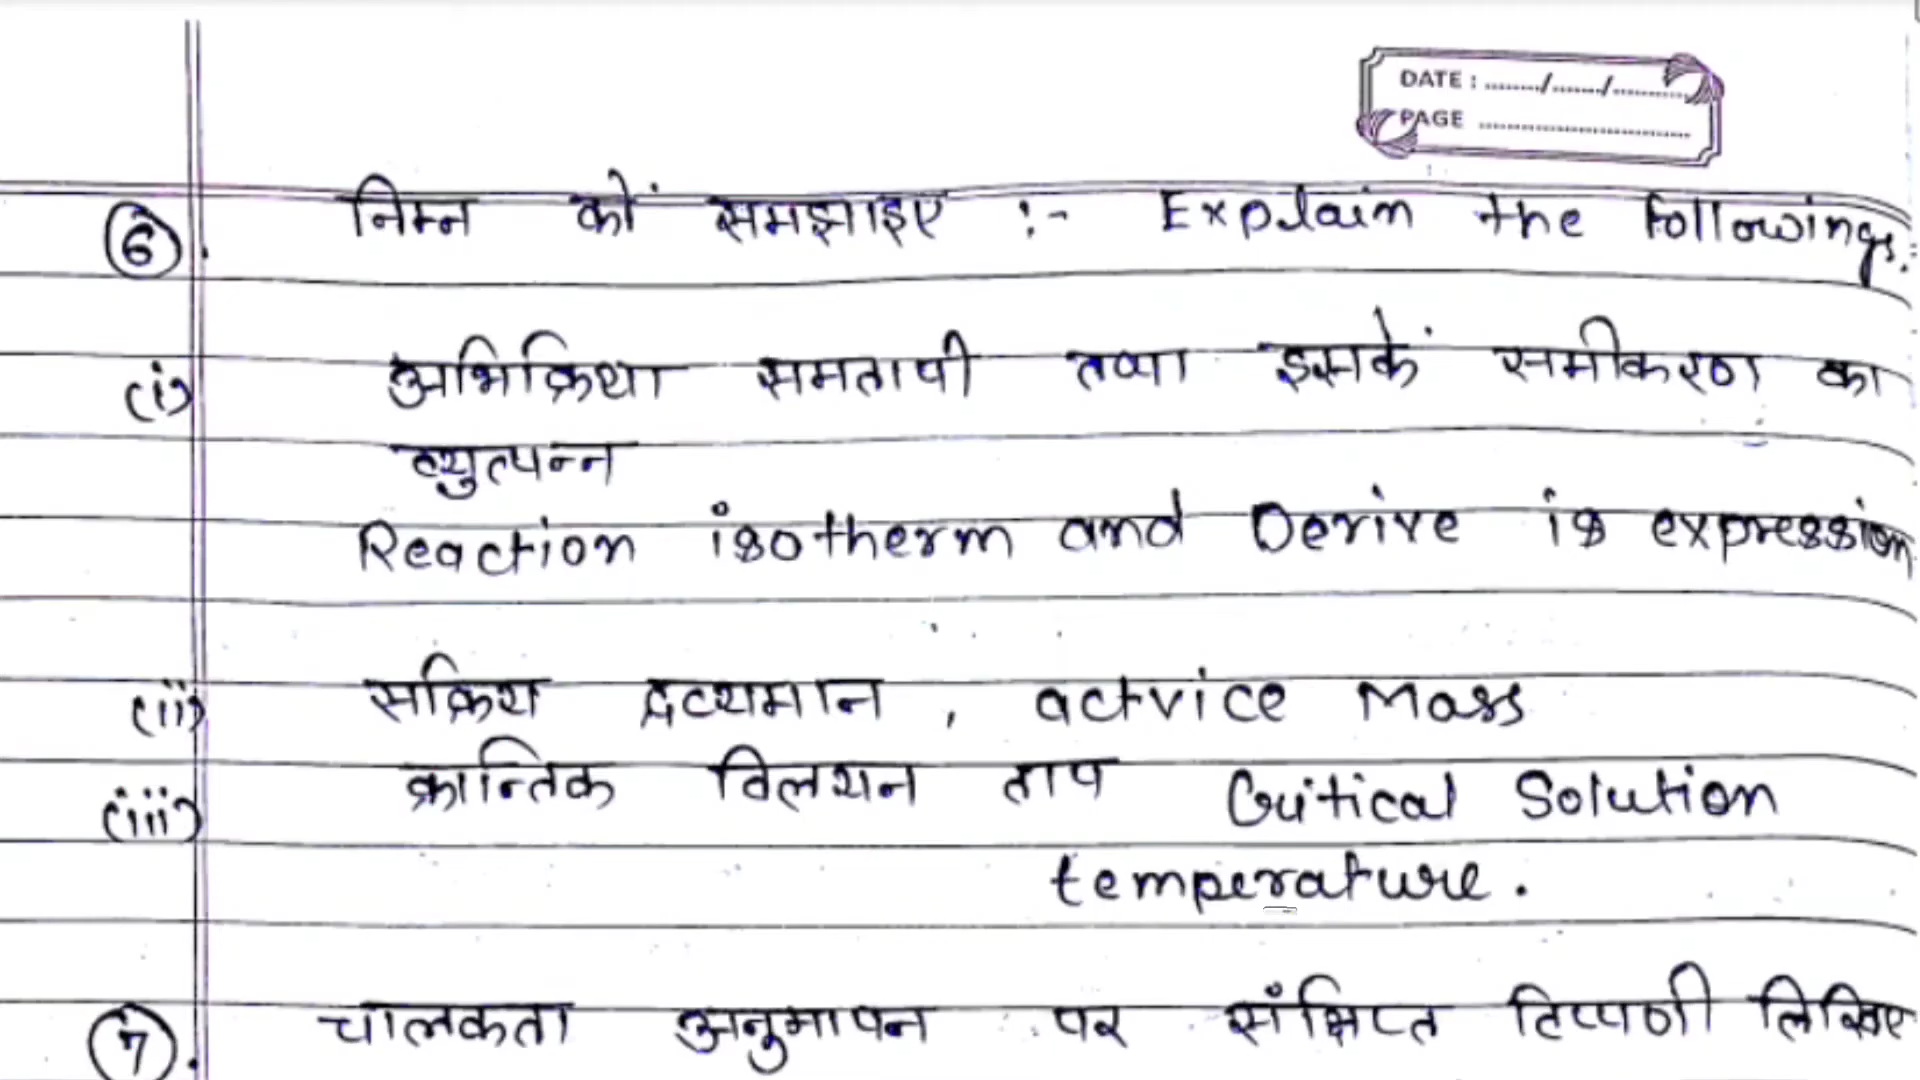 DATE : ......../......./..........
PAGE ..............................
⑥. निम्न कों समझाइए :- Explain the followings.
(i) अभिक्रिया समतापी तथा इसकें समीकरण का
व्युत्पन्न
Reaction isotherm and Derive is expression
(ii) सक्रिय द्रव्यमान , actvice Mass
(iii) क्रान्तिक विलयन ताप Critical Solution
temperature.
⑦. चालकता अनुमापन पर संक्षिप्त टिप्पणी लिखिए